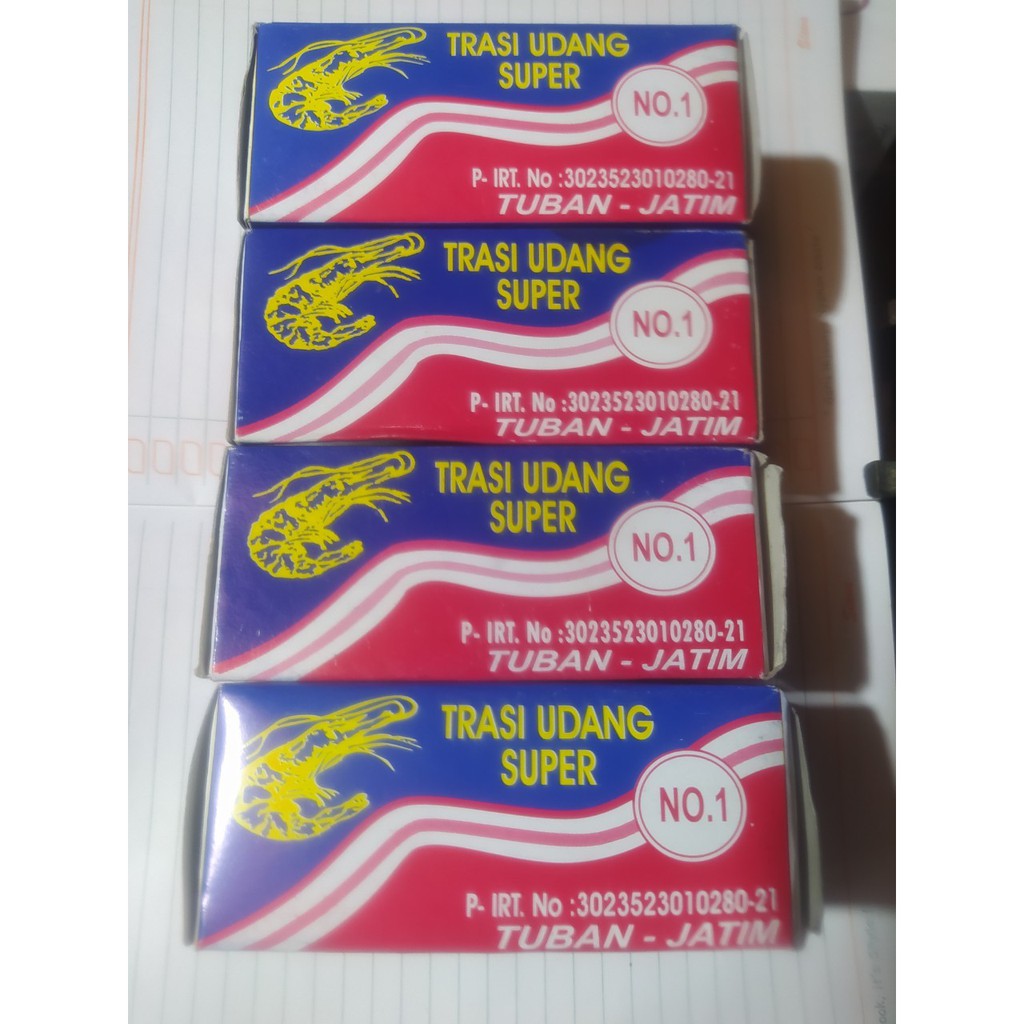 TRASI UDANG
SUPER
NO.1
P- IRT. No :3023523010280-21
TUBAN - JATIM
TRASI UDANG
SUPER
NO.1
P- IRT. No :3023523010280-21
TUBAN - JATIM
TRASI UDANG
SUPER
NO.1
P- IRT. No :3023523010280-21
TUBAN - JATIM
TRASI UDANG
SUPER
NO.1
P- IRT. No :3023523010280-21
TUBAN - JATIM